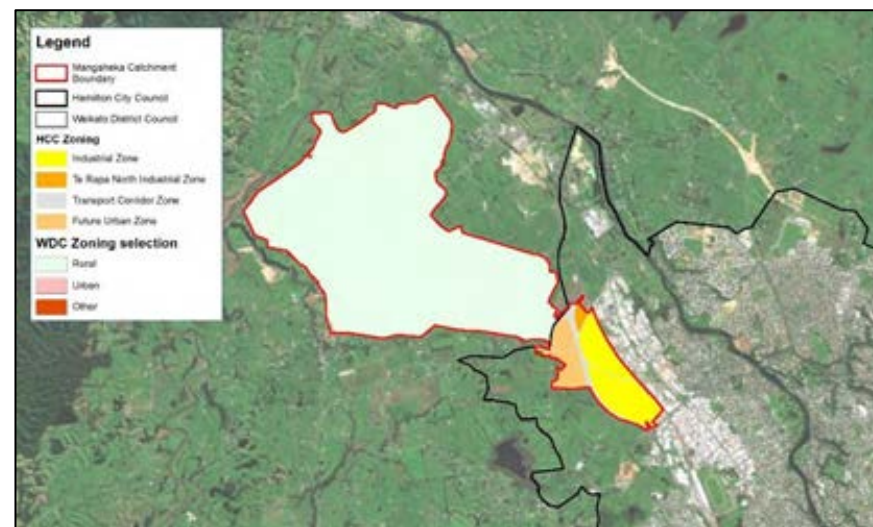 Legend
Mangaheka Catchment
Boundary
Hamilton City Council
Waikato District Council
HCC Zoning
Industrial Zone
Te Rapa North Industrial Zone
Transport Corridor Zone
Future Urban Zone
WDC Zoning selection
Rural
Urban
Other